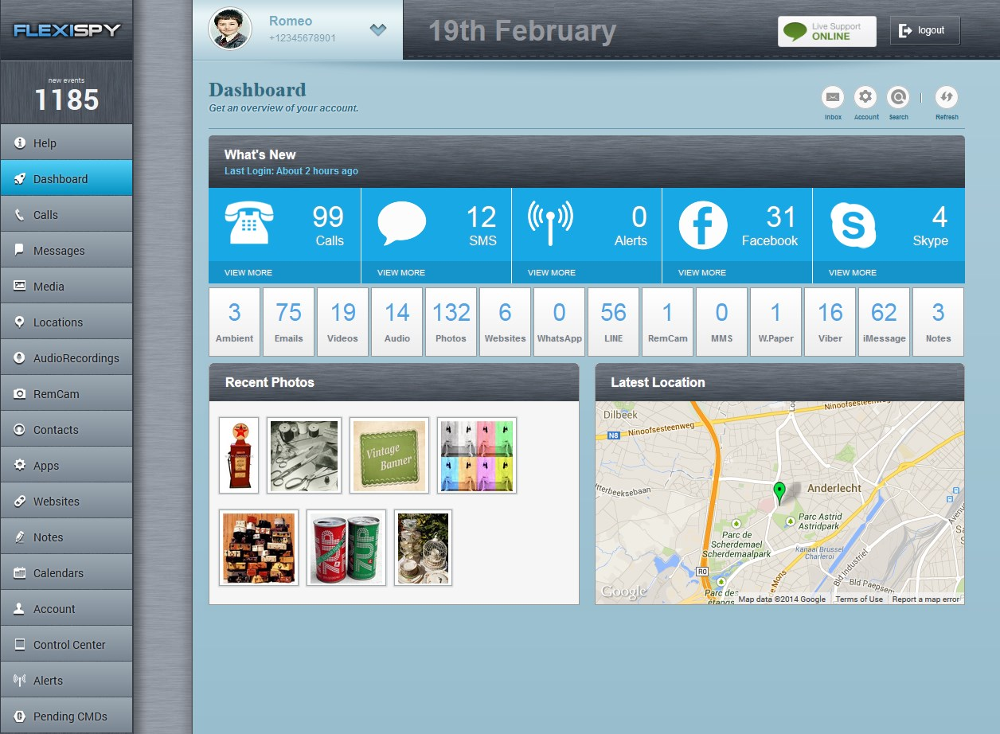 FLEXISPY
Romeo
+12345678901
19th February
Live Support
ONLINE
logout
new events
1185
Help
Dashboard
Calls
Messages
Media
Locations
AudioRecordings
RemCam
Contacts
Apps
Websites
Notes
Calendars
Account
Control Center
Alerts
Pending CMDs
Dashboard
Get an overview of your account.
Inbox
Account
Search
Refresh
What's New
Last Login: About 2 hours ago
99
Calls
VIEW MORE
12
SMS
VIEW MORE
0
Alerts
VIEW MORE
31
Facebook
VIEW MORE
4
Skype
VIEW MORE
3
Ambient
75
Emails
19
Videos
14
Audio
132
Photos
6
Websites
0
WhatsApp
56
LINE
1
RemCam
0
MMS
1
W.Paper
16
Viber
62
iMessage
3
Notes
Recent Photos
Vintage
Banner
7UP
7UP
Latest Location
Dilbeek
Ninoofsesteenweg
N8
Ninoofsesteenweg
Itterbeeksebaan
Anderlecht
Parc Astrid
Astridpark
Parc de
Scherdemael
Scherdemaalpark
Kanaal Brussel
Charleroi
R0
Bld Industriel
Bld Paepsem
Parc des
étangs
Google
Map data ©2014 Google
Terms of Use
Report a map error